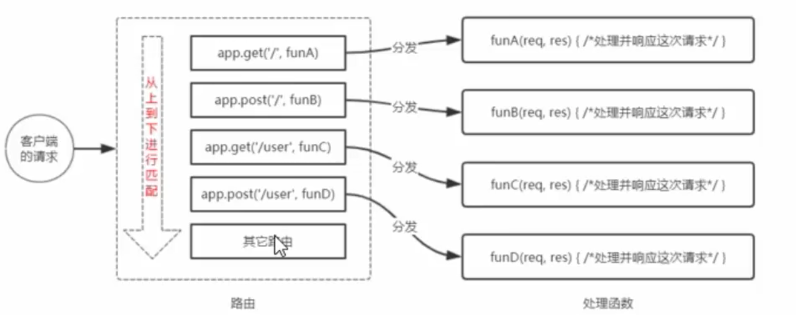 客户端
的请求
从上到下进行匹配
app.get('/', funA)
app.post('/', funB)
app.get('/user', funC)
app.post('/user', funD)
其它路由
路由
分发
分发
分发
分发
funA(req, res) { /*处理并响应这次请求*/ }
funB(req, res) { /*处理并响应这次请求*/ }
funC(req, res) { /*处理并响应这次请求*/ }
funD(req, res) { /*处理并响应这次请求*/ }
处理函数